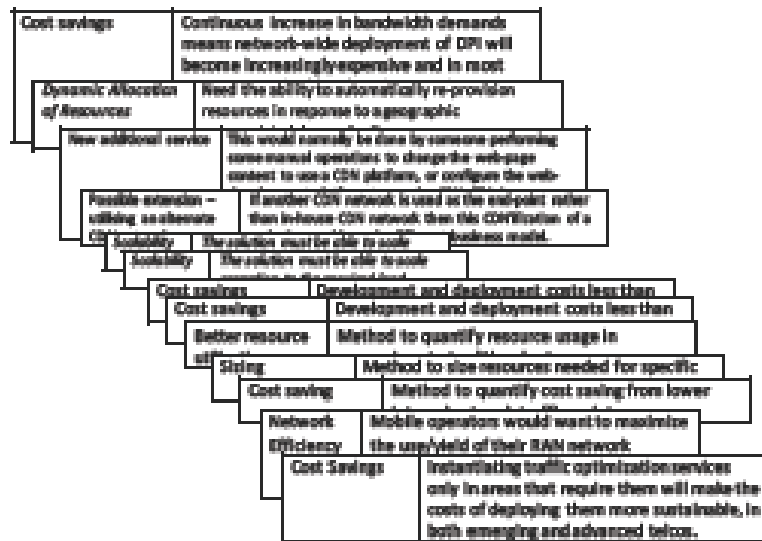 Cost savings
Continuous increase in bandwidth demands
means network-wide deployment of DPI will
become increasingly expensive and in most
Dynamic Allocation
of Resources
Need the ability to automatically re-provision
resources in response to a geographic
New additional service
This would normally be done by someone performing
some manual operations to change the web-page
content to use a CDN platform, or configure the web-
Possible extension –
utilising an alternate
If another CDN network is used as the end-point rather
than in-house CDN network then this CDNification of a
business model.
Scalability
The solution must be able to scale
Scalability
The solution must be able to scale
Cost savings
Development and deployment costs less than
Cost savings
Development and deployment costs less than
Better resource
Method to quantify resource usage in
Sizing
Method to size resources needed for specific
Cost saving
Method to quantify cost saving from lower
Network
Efficiency
Mobile operators would want to maximize
the use/yield of their RAN network
Cost Savings
Instantiating traffic optimization services
only in areas that require them will make the
costs of deploying them more sustainable, in
both emerging and advanced telcos.